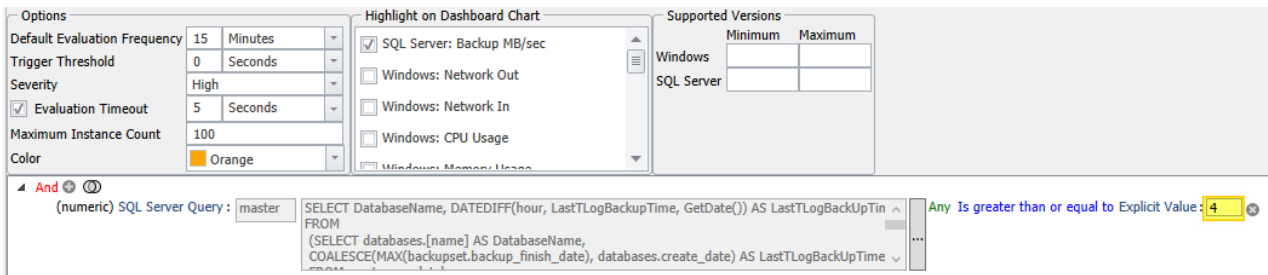 Options
Default Evaluation Frequency 15 Minutes
Trigger Threshold 0 Seconds
Severity High
Evaluation Timeout 5 Seconds
Maximum Instance Count 100
Color Orange
Highlight on Dashboard Chart
SQL Server: Backup MB/sec
Windows: Network Out
Windows: Network In
Windows: CPU Usage
Windows: Memory Usage
Supported Versions
Minimum Maximum
Windows
SQL Server
And
(numeric) SQL Server Query: master
SELECT DatabaseName, DATEDIFF(hour, LastTLogBackupTime, GetDate()) AS LastTLogBackUpTin
FROM
(SELECT databases.[name] AS DatabaseName,
COALESCE(MAX(backupset.backup_finish_date), databases.create_date) AS LastTLogBackUpTime
...
Any Is greater than or equal to Explicit Value: 4